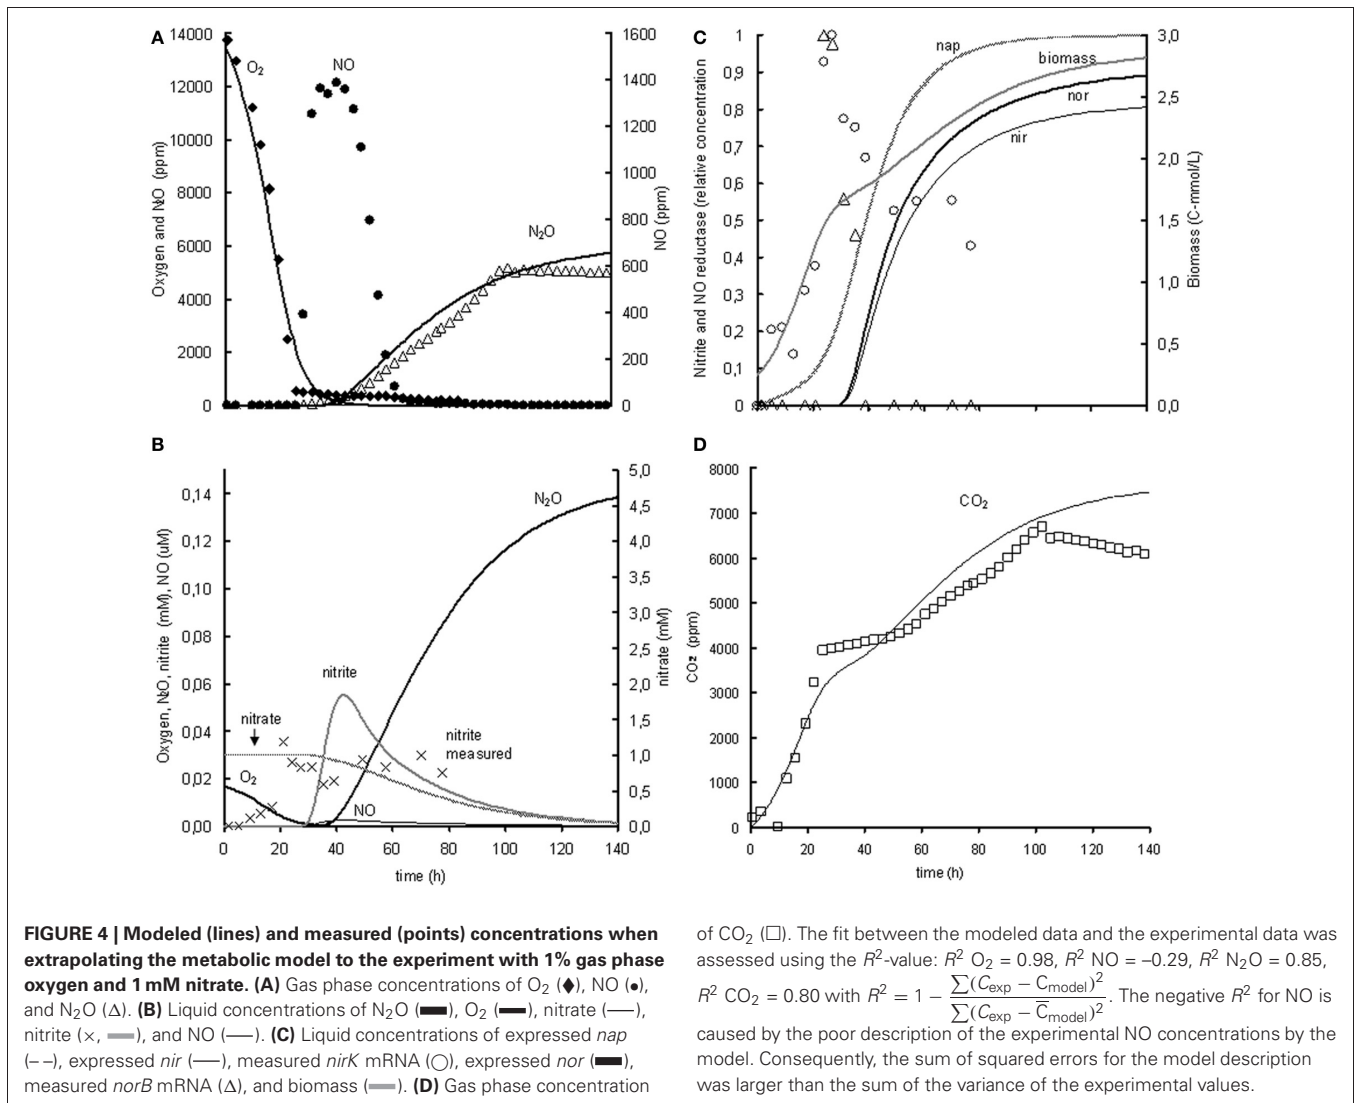 A
14000
12000
10000
8000
6000
4000
2000
0
Oxygen and N₂O (ppm)
O₂
NO
N₂O
1600
1400
1200
1000
800
600
400
200
0
NO (ppm)
C
1
0,9
0,8
0,7
0,6
0,5
0,4
0,3
0,2
0,1
0
Nitrite and NO reductase (relative concentration
nap
biomass
nor
nir
3,0
2,5
2,0
1,5
1,0
0,5
0,0
Biomass (C-mmol/L)
20
40
60
80
100
120
140
B
0,14
0,12
0,10
0,08
0,06
0,04
0,02
0,00
Oxygen, N₂O, nitrite (mM), NO (uM)
N₂O
nitrite
nitrate
nitrite
measured
O₂
NO
5,0
4,5
4,0
3,5
3,0
2,5
2,0
1,5
1,0
0,5
0,0
nitrate (mM)
0 20 40 60 80 100 120 140
time (h)
D
8000
7000
6000
5000
4000
3000
2000
1000
0
CO₂ (ppm)
CO₂
0 20 40 60 80 100 120 140
time (h)
FIGURE 4 | Modeled (lines) and measured (points) concentrations when
extrapolating the metabolic model to the experiment with 1% gas phase
oxygen and 1 mM nitrate. (A) Gas phase concentrations of O₂ (♦), NO (•),
and N₂O (Δ). (B) Liquid concentrations of N₂O (▬), O₂ (▬), nitrate (—),
nitrite (×, ▬), and NO (—). (C) Liquid concentrations of expressed nap
(– –), expressed nir (—), measured nirK mRNA (○), expressed nor (▬),
measured norB mRNA (Δ), and biomass (▬). (D) Gas phase concentration
of CO₂ (□). The fit between the modeled data and the experimental data was
assessed using the R²-value: R² O₂ = 0.98, R² NO = –0.29, R² N₂O = 0.85,
R² CO₂ = 0.80 with R² = 1 − ∑(C_exp − C_model)² / ∑(C_exp − C̅_model)². The negative R² for NO is
caused by the poor description of the experimental NO concentrations by the
model. Consequently, the sum of squared errors for the model description
was larger than the sum of the variance of the experimental values.